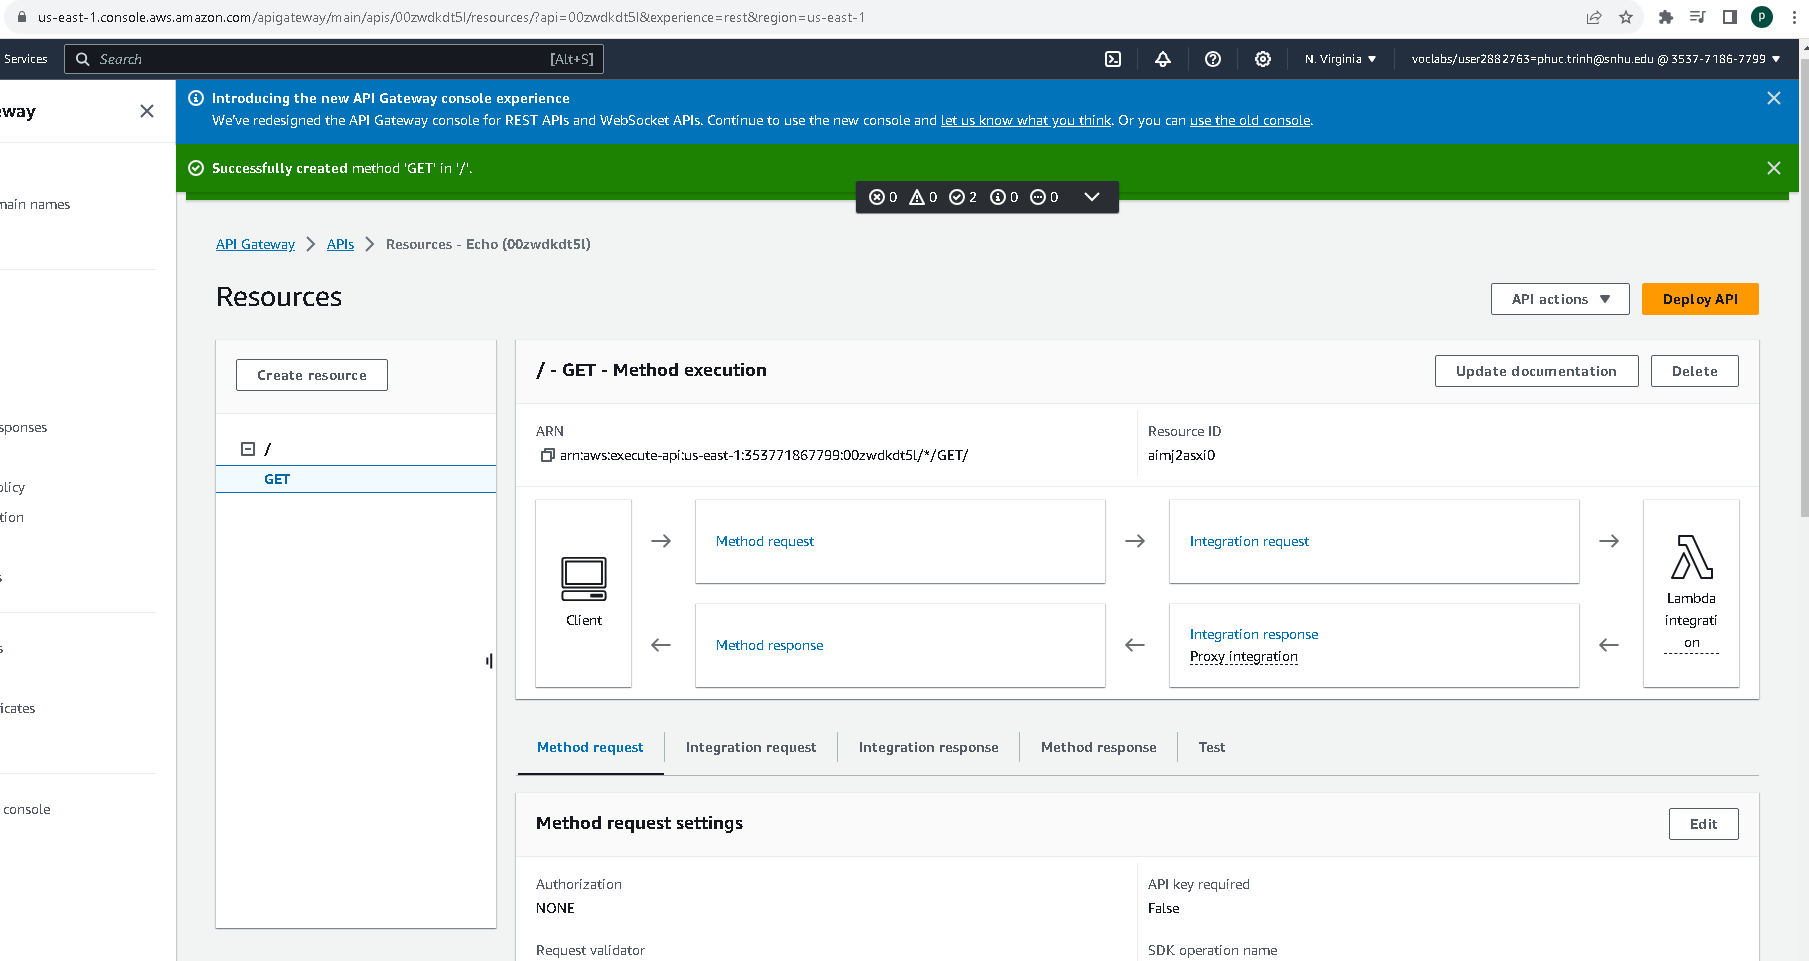 us-east-1.console.aws.amazon.com/apigateway/main/apis/00zwdkdt5l/resources/?api=00zwdkdt5l&experience=rest&region=us-east-1
p
Services
Search
[Alt+S]
N. Virginia
voclabs/user2882763=phuc.trinh@snhu.edu @ 3537-7186-7799
way
Introducing the new API Gateway console experience
We've redesigned the API Gateway console for REST APIs and WebSocket APIs. Continue to use the new console and let us know what you think. Or you can use the old console.
Successfully created method 'GET' in '/'.
0 0 2 0 0
main names
sponses
olicy
tion
s
s
icates
console
API Gateway
APIs
Resources - Echo (00zwdkdt5l)
Resources
API actions
Deploy API
Create resource
/
GET
/ - GET - Method execution
Update documentation
Delete
ARN
arn:aws:execute-api:us-east-1:353771867799:00zwdkdt5l/*/GET/
Resource ID
aimj2asxi0
Client
Method request
Integration request
Method response
Integration response
Proxy integration
Lambda
integrati
on
Method request
Integration request
Integration response
Method response
Test
Method request settings
Edit
Authorization
NONE
API key required
False
Request validator
SDK operation name